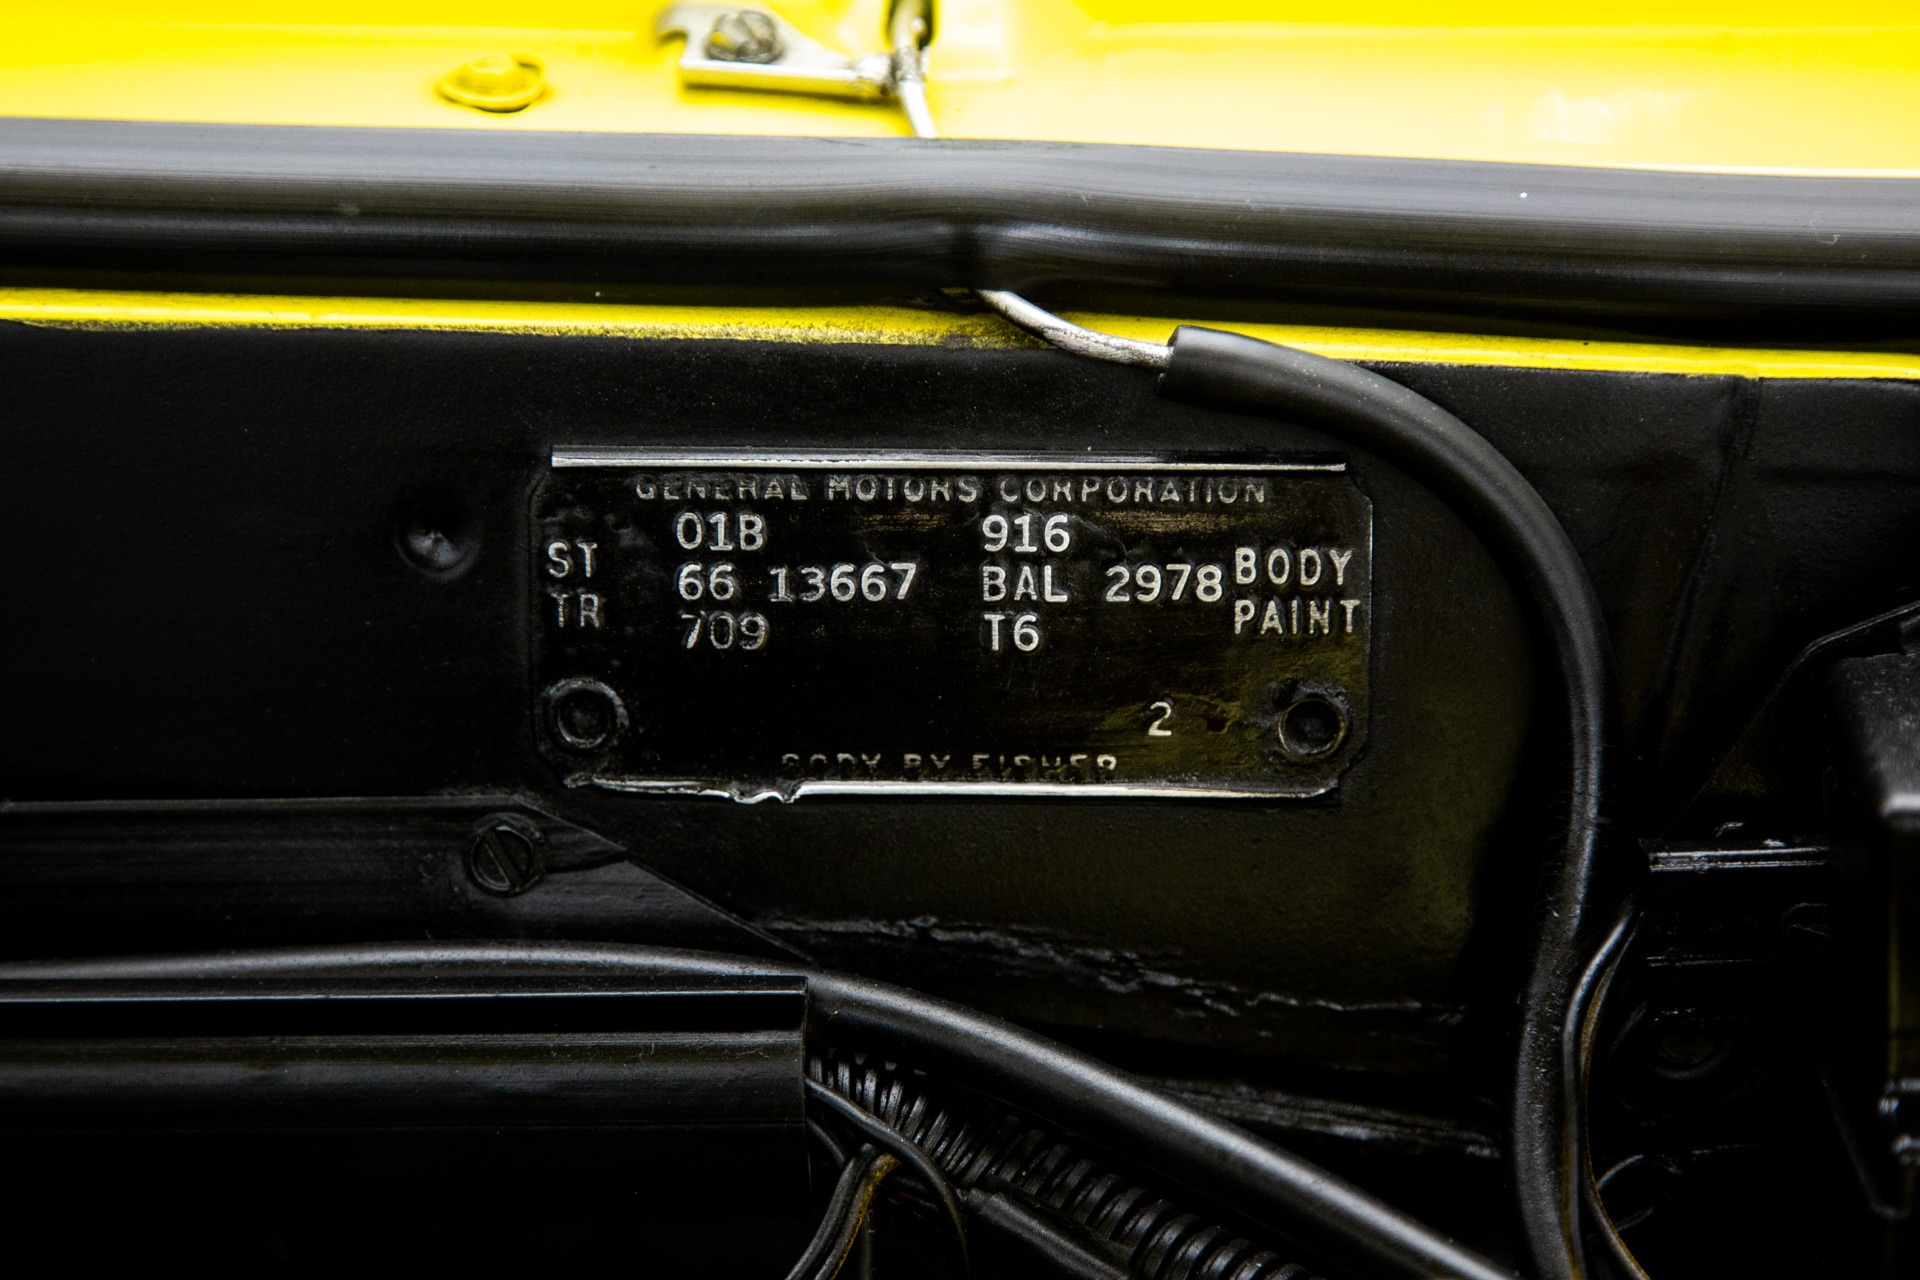 GENERAL MOTORS CORPORATION
01B 916
ST 66 13667 BAL 2978 BODY
TR 709 T6 PAINT
2
BODY BY FISHER